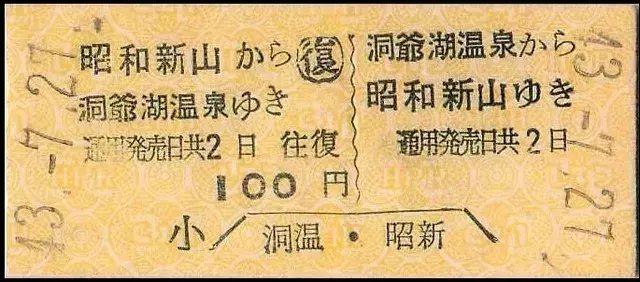 43.-7.27
昭和新山から㊝復
洞爺湖温泉ゆき
通用発売日共2日 往復
100円
小 洞温・昭新
洞爺湖温泉から
昭和新山ゆき
通用発売日共2日
43.-7.27